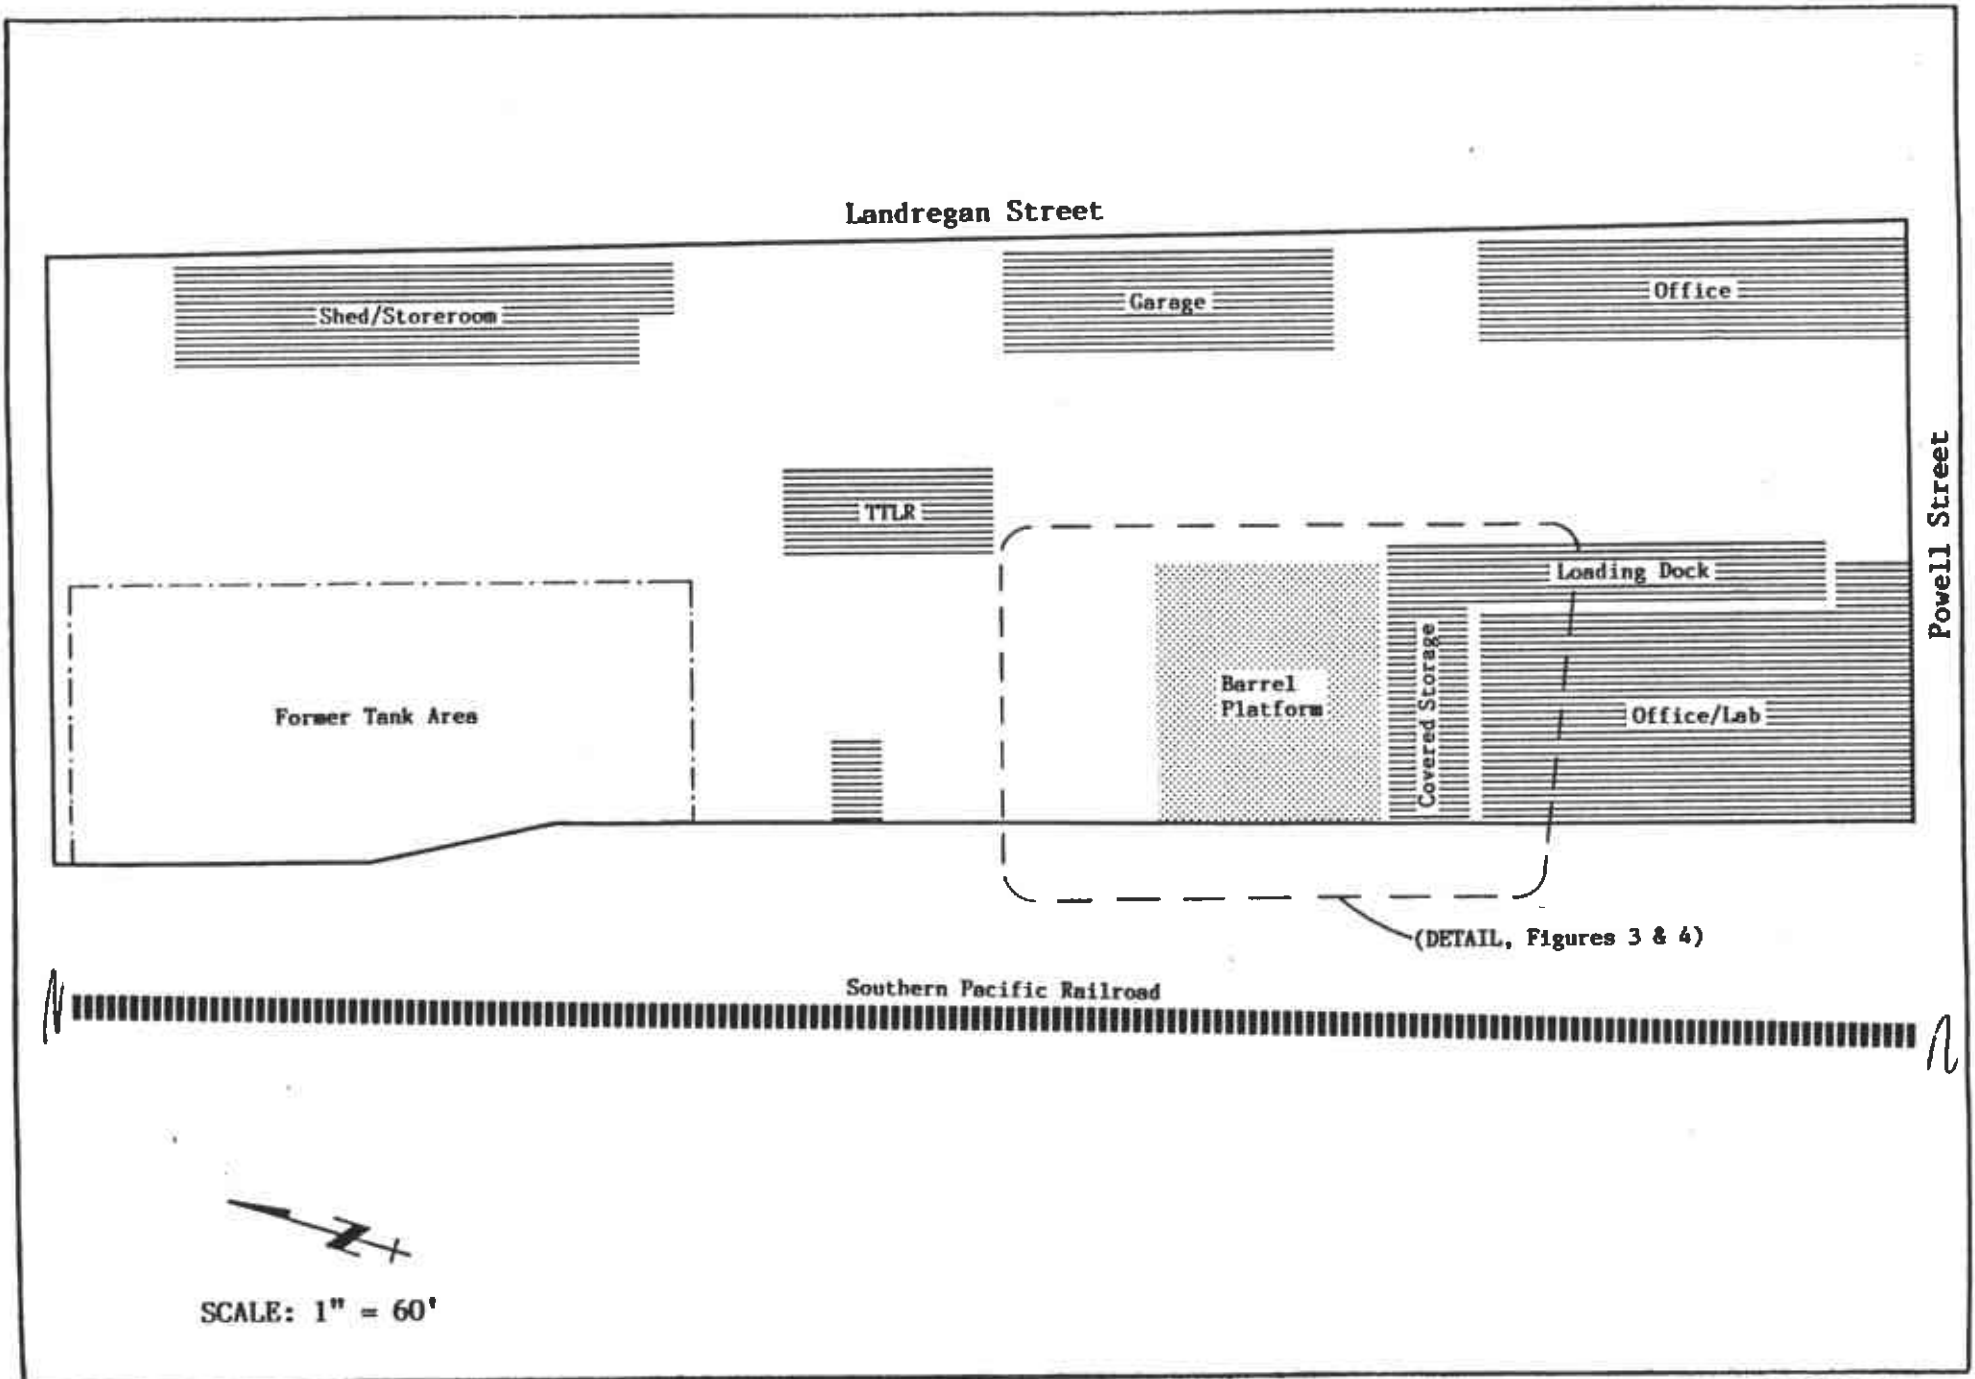 Landregan Street
Shed/Storeroom
Garage
Office
TTLR
Loading Dock
Powell Street
Former Tank Area
Barrel
Platform
Covered Storage
Office/Lab
(DETAIL, Figures 3 & 4)
Southern Pacific Railroad
N
SCALE: 1" = 60'